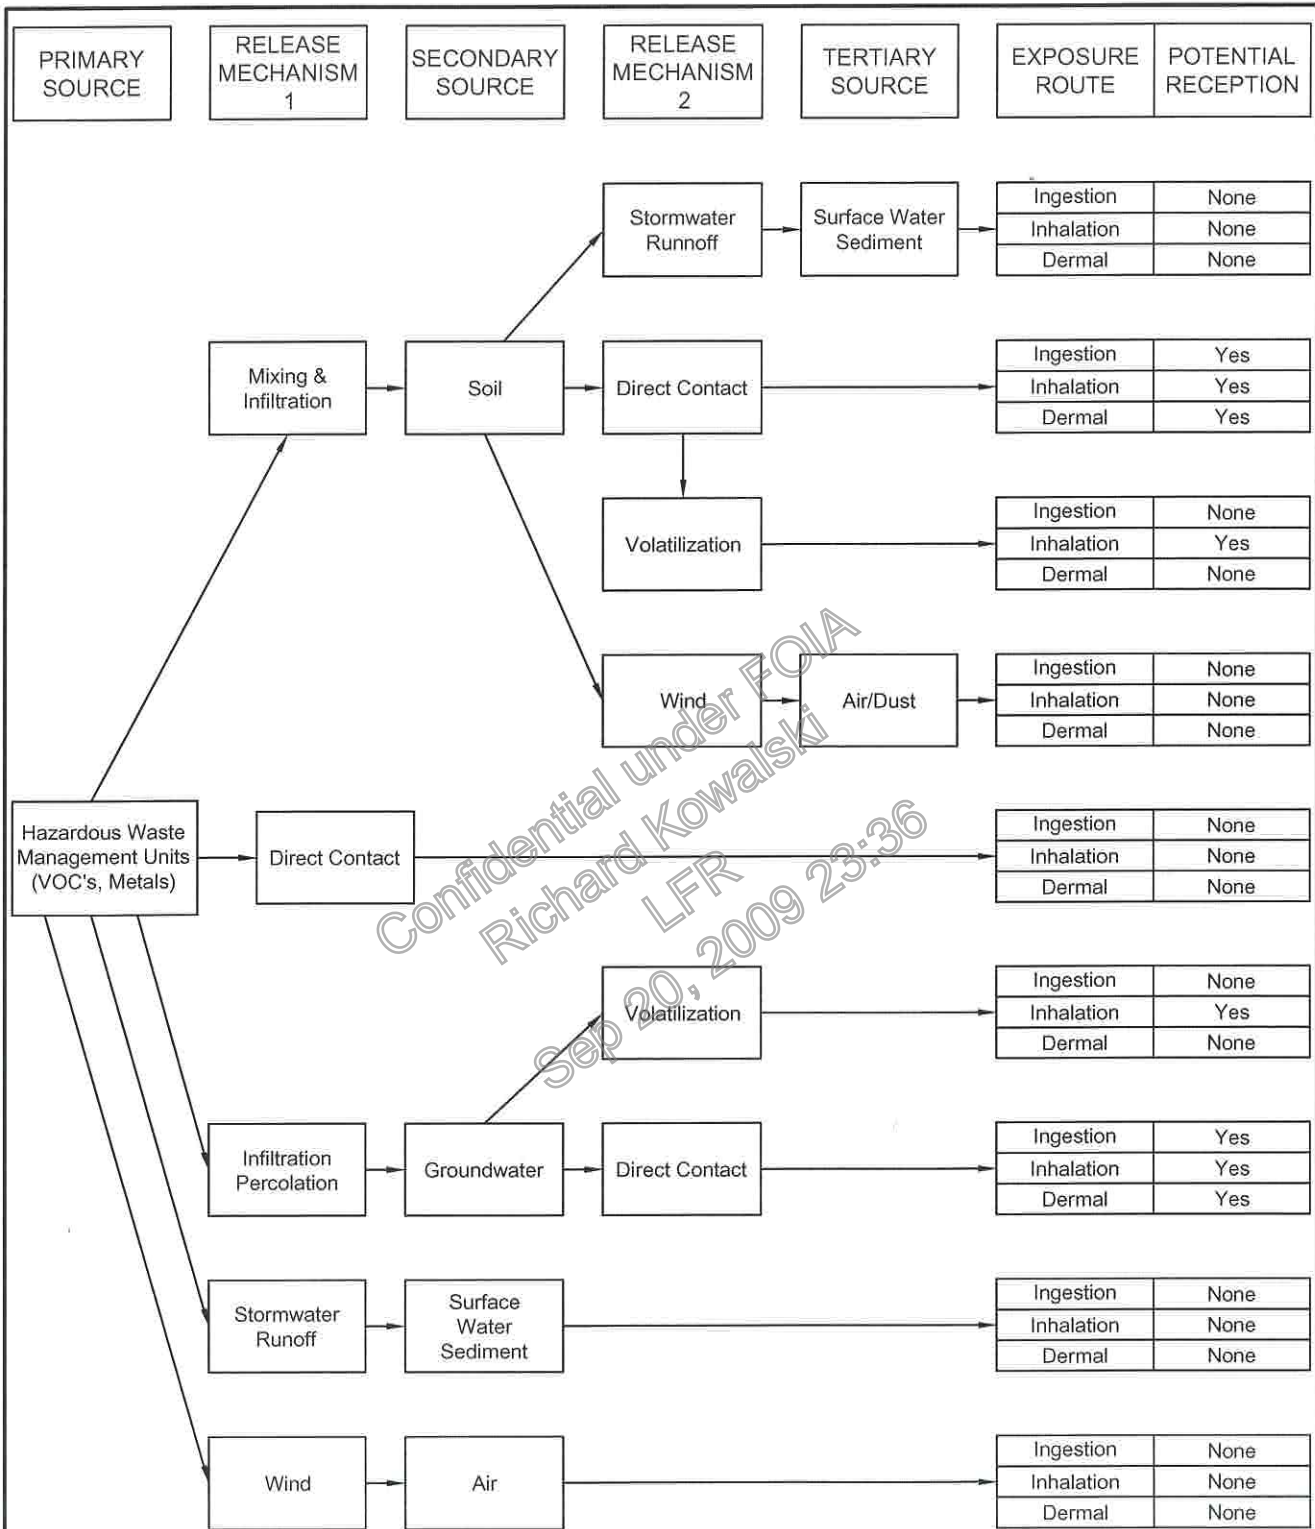 PRIMARY
SOURCE
RELEASE
MECHANISM
1
SECONDARY
SOURCE
RELEASE
MECHANISM
2
TERTIARY
SOURCE
EXPOSURE
ROUTE
POTENTIAL
RECEPTION
Stormwater
Runnoff
Surface Water
Sediment
Ingestion None
Inhalation None
Dermal None
Mixing &
Infiltration
Soil
Direct Contact
Ingestion Yes
Inhalation Yes
Dermal Yes
Volatilization
Ingestion None
Inhalation Yes
Dermal None
Wind
Air/Dust
Ingestion None
Inhalation None
Dermal None
Hazardous Waste
Management Units
(VOC's, Metals)
Direct Contact
Ingestion None
Inhalation None
Dermal None
Confidential under FOIA
Richard Kowalski
LFR
Sep 20, 2009 23:36
Volatilization
Ingestion None
Inhalation Yes
Dermal None
Infiltration
Percolation
Groundwater
Direct Contact
Ingestion Yes
Inhalation Yes
Dermal Yes
Stormwater
Runoff
Surface
Water
Sediment
Ingestion None
Inhalation None
Dermal None
Wind
Air
Ingestion None
Inhalation None
Dermal None